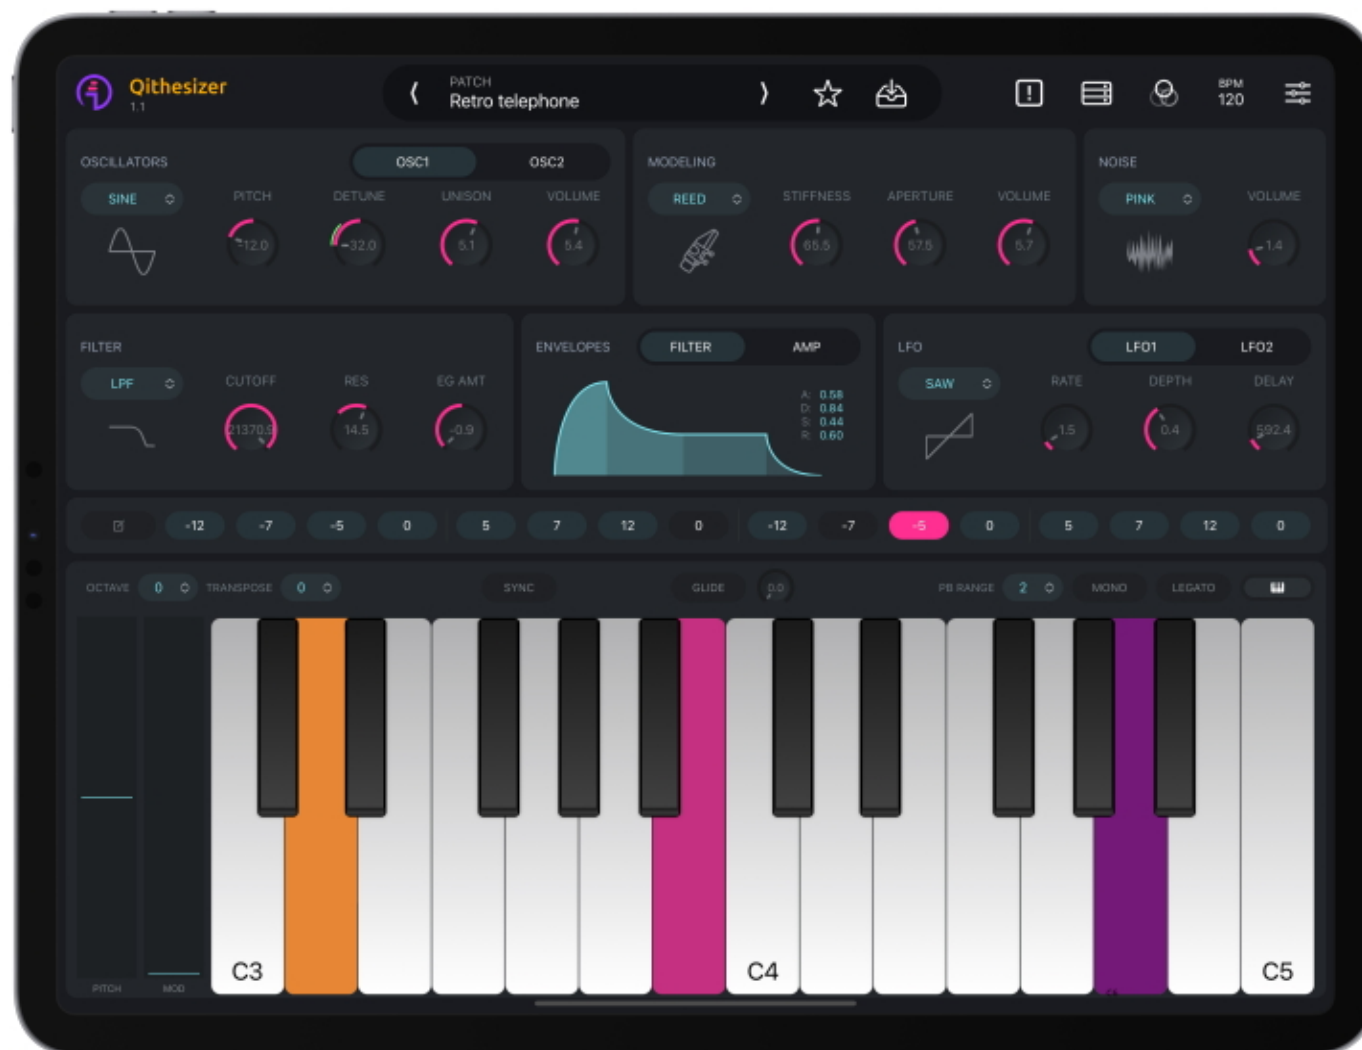 Qithesizer
1.1
PATCH
Retro telephone
BPM
120
OSCILLATORS
OSC1
OSC2
SINE
PITCH
DETUNE
UNISON
VOLUME
-12.0
-32.0
5.1
5.4
MODELING
REED
STIFFNESS
APERTURE
VOLUME
65.5
57.5
5.7
NOISE
PINK
VOLUME
-1.4
FILTER
LPF
CUTOFF
RES
EG AMT
21370.9
14.5
-0.9
ENVELOPES
FILTER
AMP
A: 0.58
D: 0.84
S: 0.44
R: 0.60
LFO
LFO1
LFO2
SAW
RATE
DEPTH
DELAY
1.5
0.4
592.4
-12 -7 -5 0 5 7 12 0 -12 -7 -5 0 5 7 12 0
OCTAVE 0 TRANSPOSE 0 SYNC GLIDE 0.0 PB RANGE 2 MONO LEGATO
C3 C4 C5
PITCH MOD